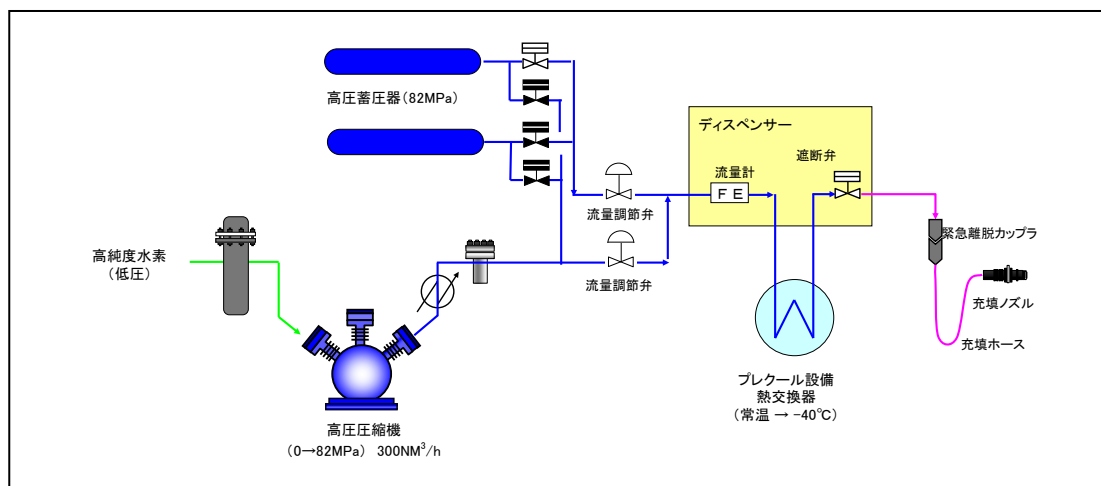 高圧蓄圧器(82MPa)
ディスペンサー
遮断弁
流量計
F E
流量調節弁
緊急離脱カップラ
高純度水素
(低圧)
流量調節弁
充填ノズル
充填ホース
プレクール設備
熱交換器
(常温 → -40℃)
高圧圧縮機
(0→82MPa) 300NM³/h